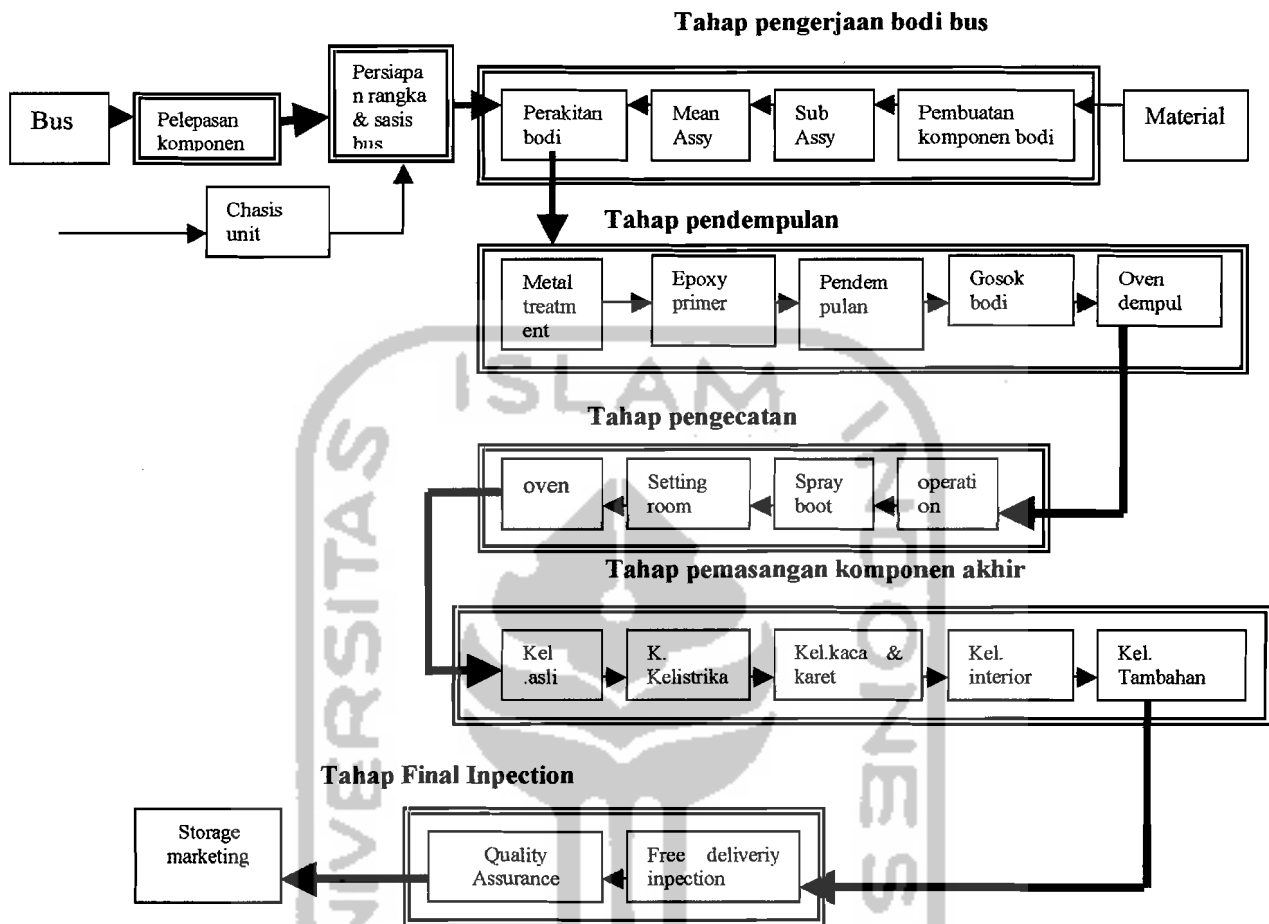 Tahap pengerjaan bodi bus
Bus
Pelepasan
komponen
Persiapa
n rangka
& sasis
bus
Perakitan
bodi
Mean
Assy
Sub
Assy
Pembuatan
komponen bodi
Material
Chasis
unit
Tahap pendempulan
Metal
treatm
ent
Epoxy
primer
Pendem
pulan
Gosok
bodi
Oven
dempul
Tahap pengecatan
oven
Setting
room
Spray
boot
operati
on
Tahap pemasangan komponen akhir
Kel
.asli
K.
Kelistrika
Kel.kaca &
karet
Kel.
interior
Kel.
Tambahan
Tahap Final Inpection
Storage
marketing
Quality
Assurance
Free deliveriy
inpection
UNIVERSITAS
ISLAM
INDONES